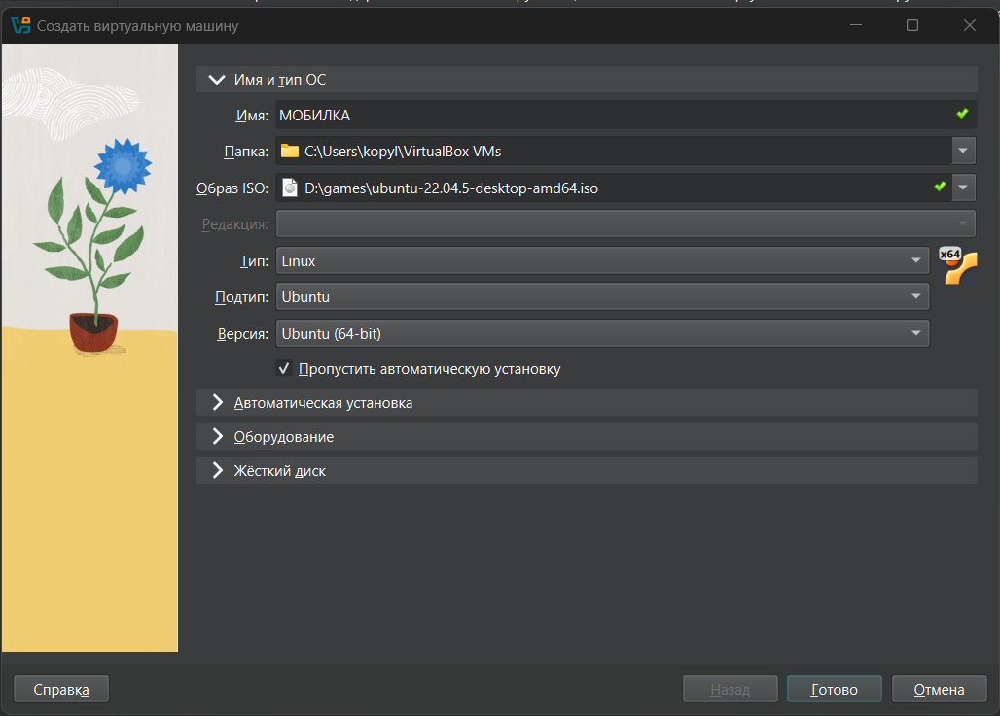 Создать виртуальную машину
Имя и тип ОС
Имя: МОБИЛКА
Папка: C:\Users\kopyl\VirtualBox VMs
Образ ISO: D:\games\ubuntu-22.04.5-desktop-amd64.iso
Редакция:
Тип: Linux
x64
Подтип: Ubuntu
Версия: Ubuntu (64-bit)
Пропустить автоматическую установку
Автоматическая установка
Оборудование
Жёсткий диск
Справка
Назад
Готово
Отмена